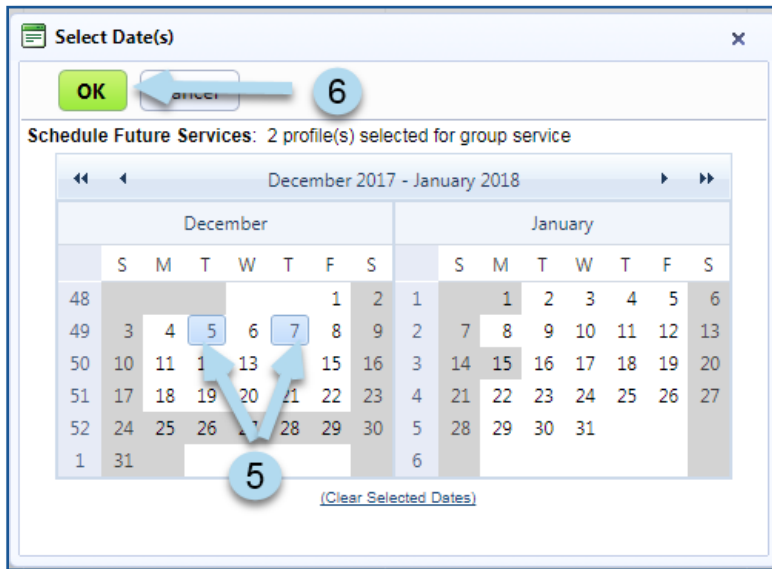 Select Date(s)
x
OK
6
Schedule Future Services: 2 profile(s) selected for group service
December 2017 - January 2018
December January
S M T W T F S S M T W T F S
48 1 2 1 1 2 3 4 5 6
49 3 4 5 6 7 8 9 2 7 8 9 10 11 12 13
50 10 11 13 15 16 3 14 15 16 17 18 19 20
51 17 18 19 20 21 22 23 4 21 22 23 24 25 26 27
52 24 25 26 28 29 30 5 28 29 30 31
1 31 6
5
(Clear Selected Dates)